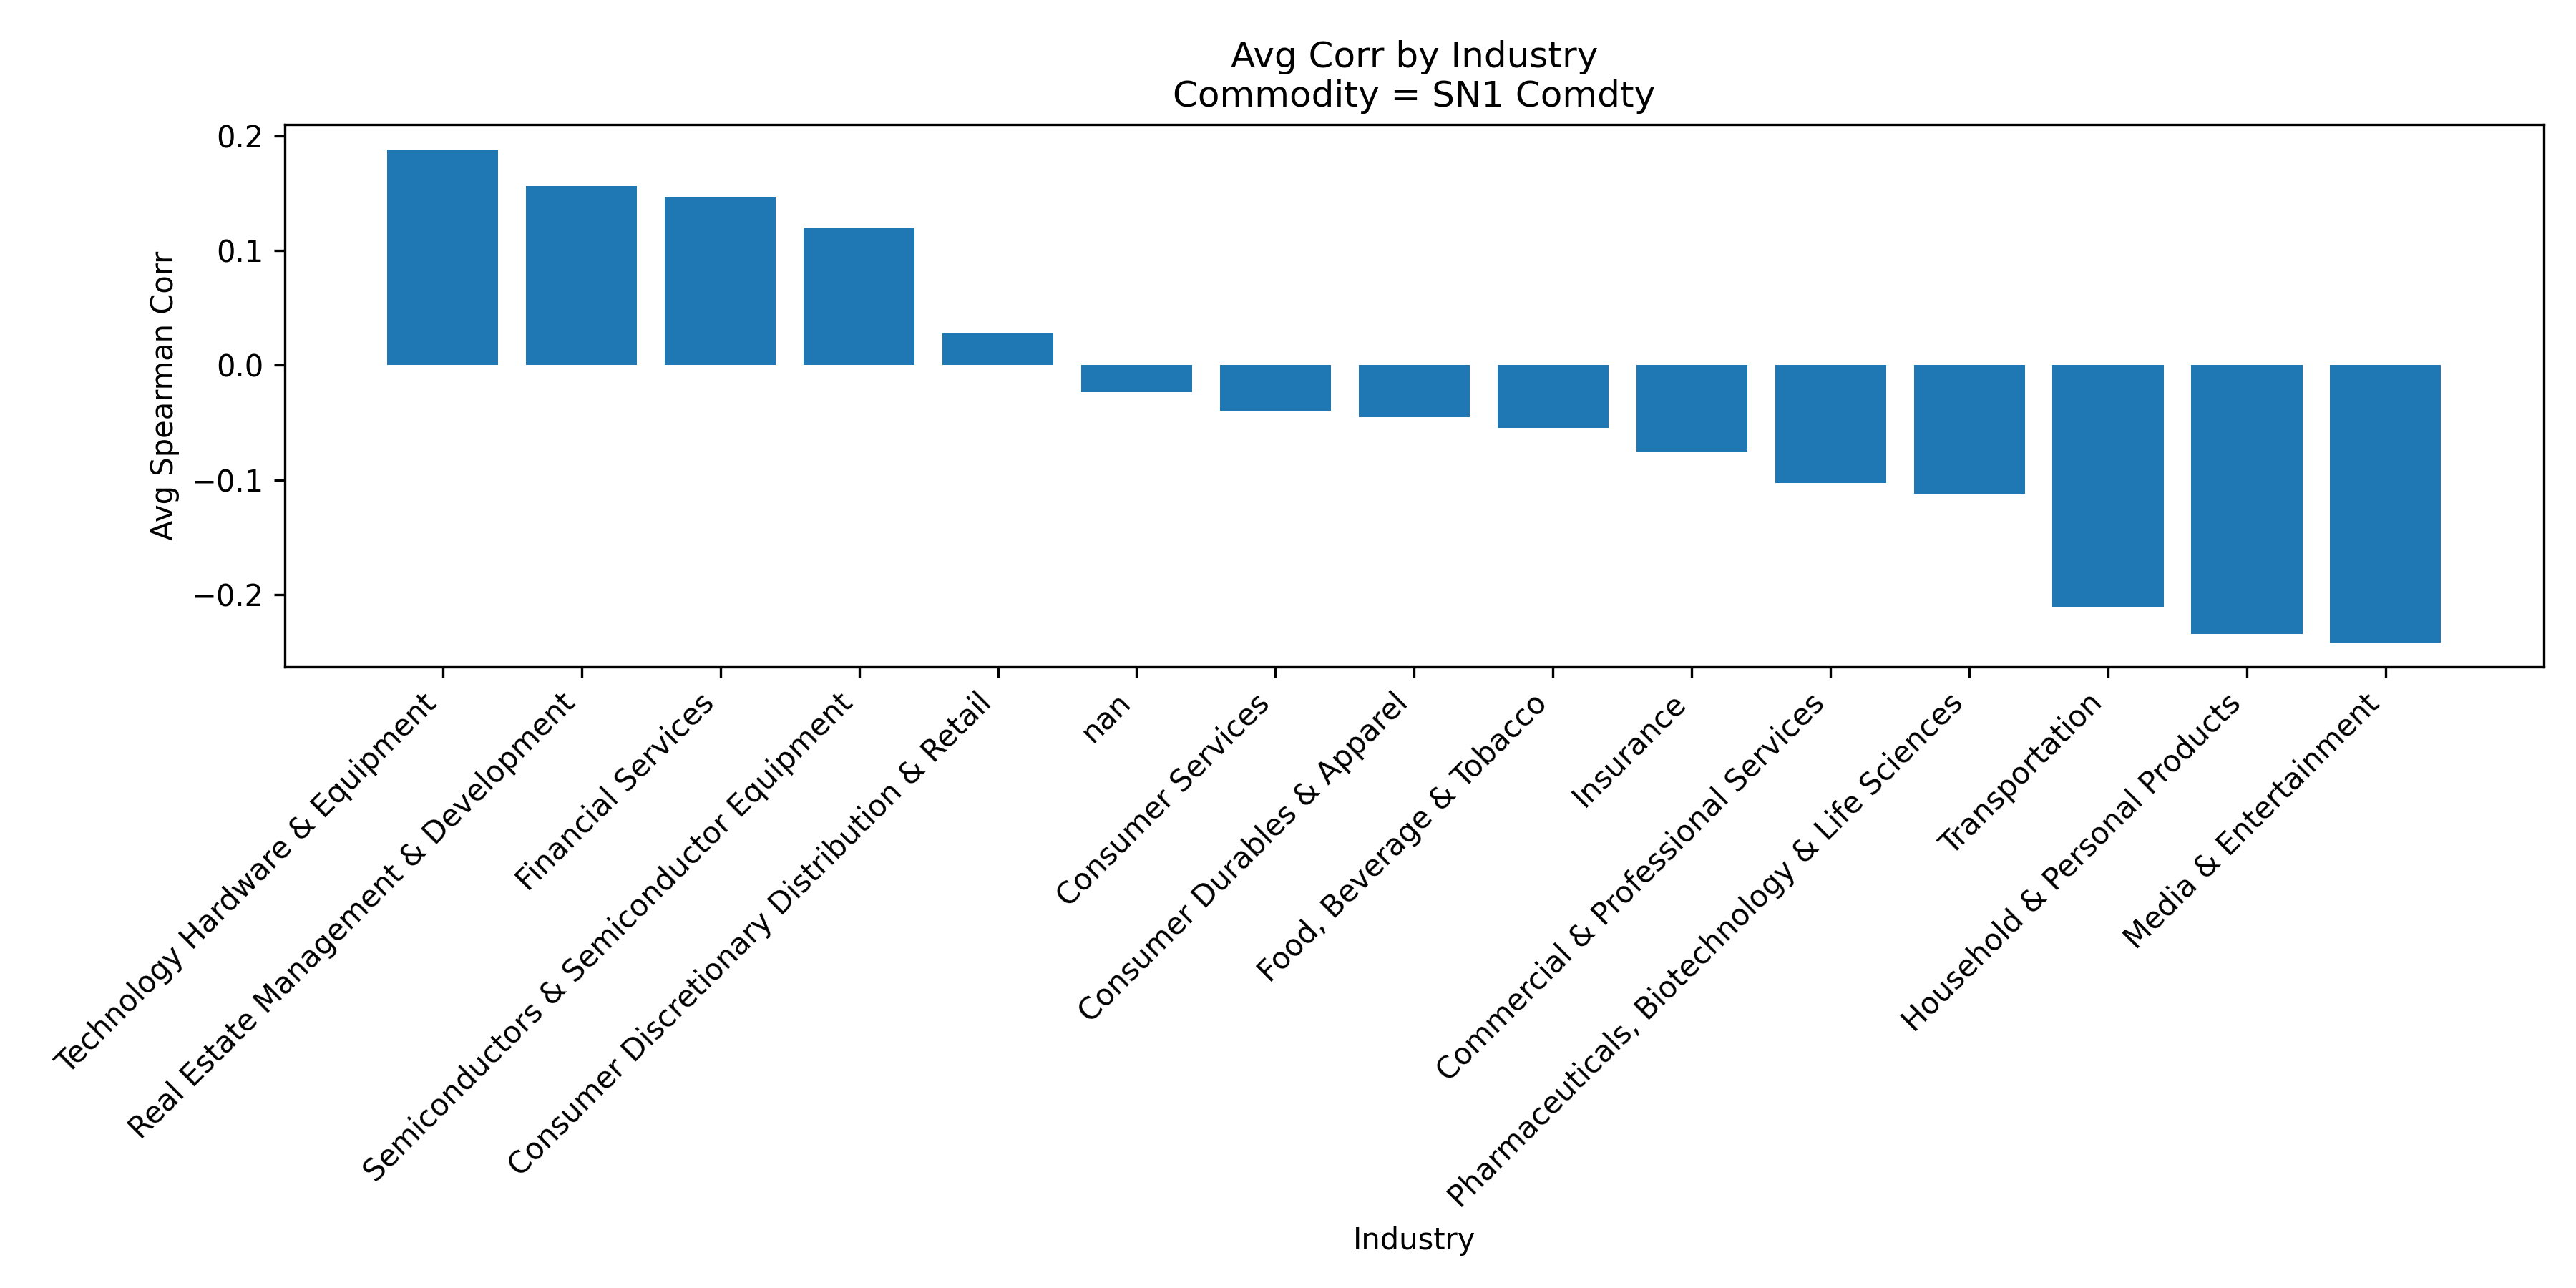 Avg Corr by Industry
Commodity = SN1 Comdty
Avg Spearman Corr
0.2
0.1
0.0
−0.1
−0.2
Technology Hardware & Equipment
Real Estate Management & Development
Financial Services
Semiconductors & Semiconductor Equipment
Consumer Discretionary Distribution & Retail
nan
Consumer Services
Consumer Durables & Apparel
Food, Beverage & Tobacco
Insurance
Commercial & Professional Services
Pharmaceuticals, Biotechnology & Life Sciences
Transportation
Household & Personal Products
Media & Entertainment
Industry